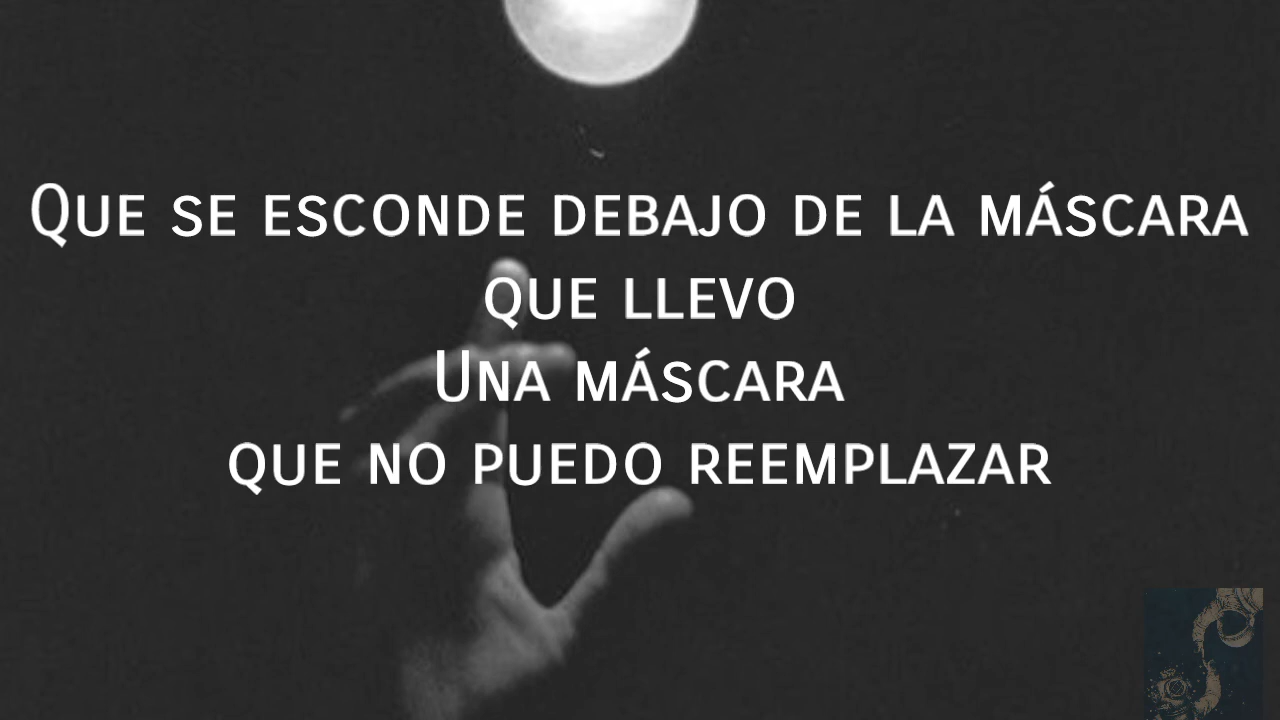 Que se esconde debajo de la máscara
que llevo
Una máscara
que no puedo reemplazar